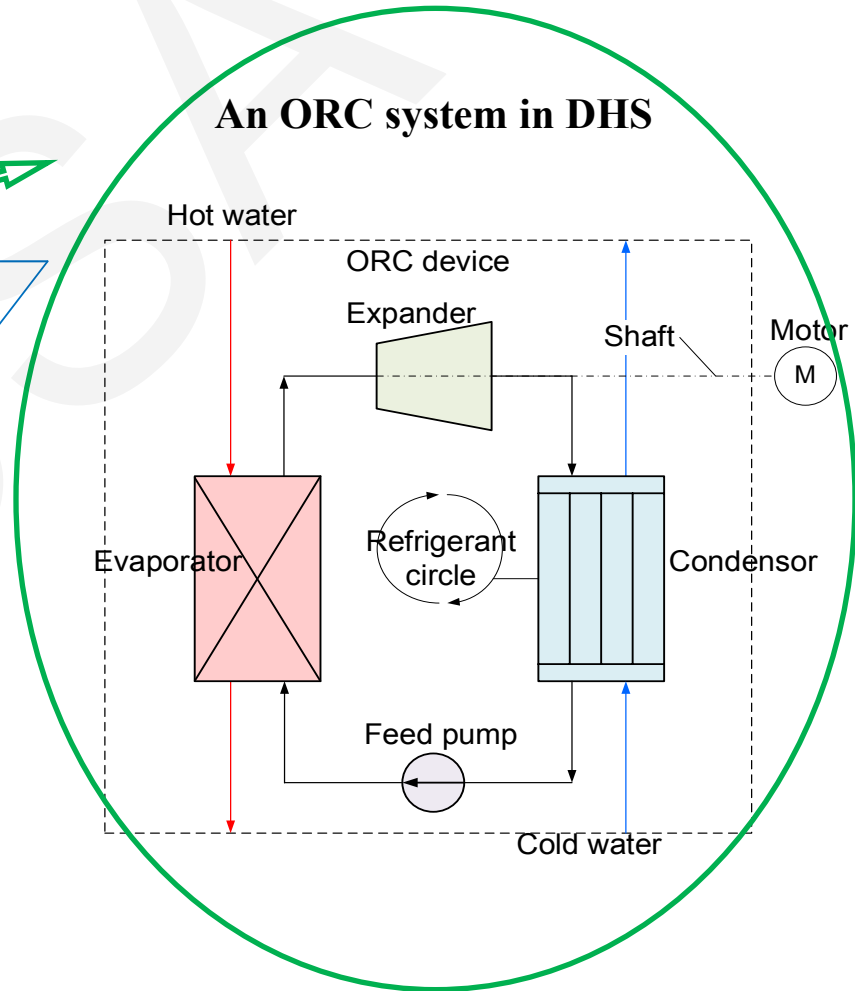 An ORC system in DHS
Hot water
ORC device
Expander
Shaft
Motor
M
Evaporator
Refrigerant
circle
Condensor
Feed pump
Cold water